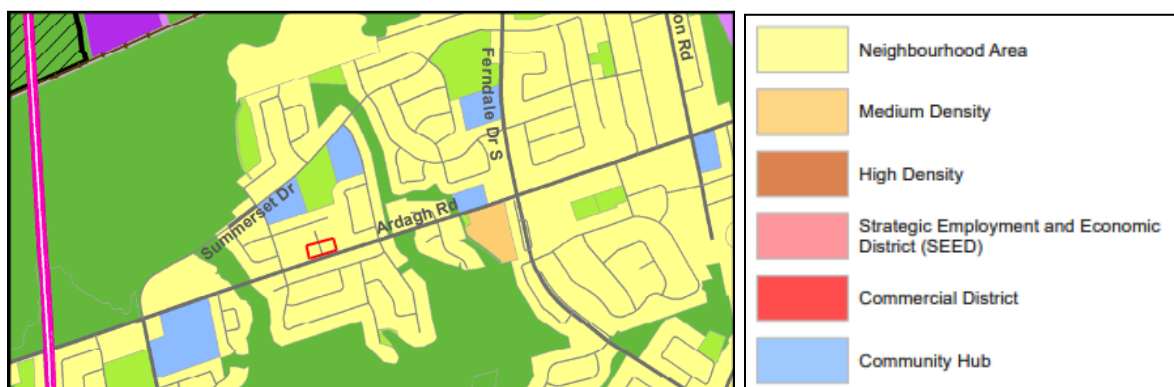 Ferndale Dr S
on Rd
Summerset Dr
Ardagh Rd
Neighbourhood Area
Medium Density
High Density
Strategic Employment and Economic
District (SEED)
Commercial District
Community Hub